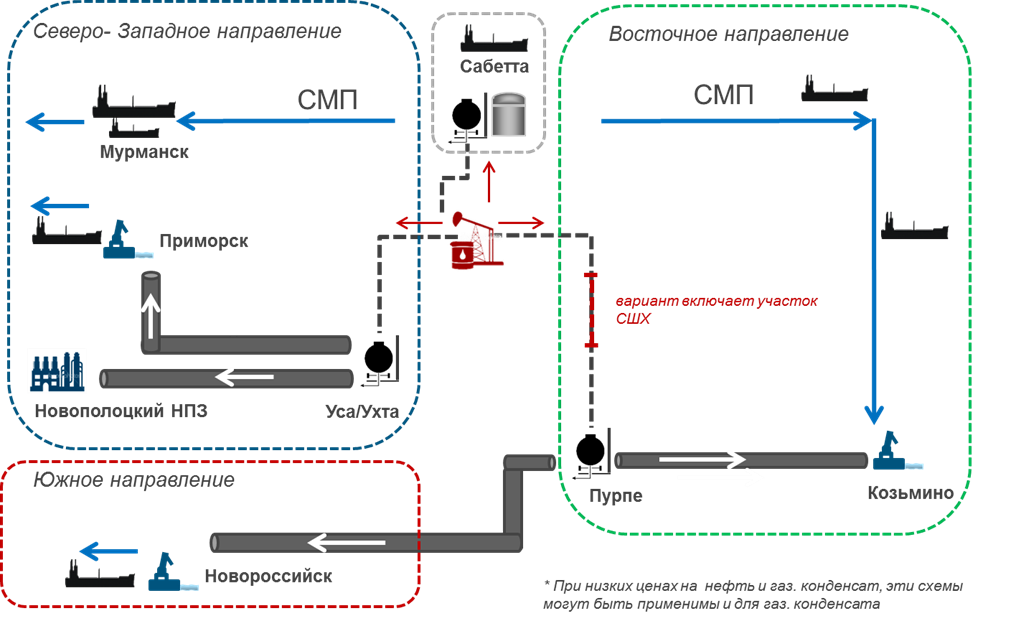 Северо- Западное направление
СМП
Мурманск
Приморск
Новополоцкий НПЗ
Уса/Ухта
Сабетта
Восточное направление
СМП
вариант включает участок
СШХ
Пурпе
Козьмино
Южное направление
Новороссийск
* При низких ценах на нефть и газ. конденсат, эти схемы
могут быть применимы и для газ. конденсата